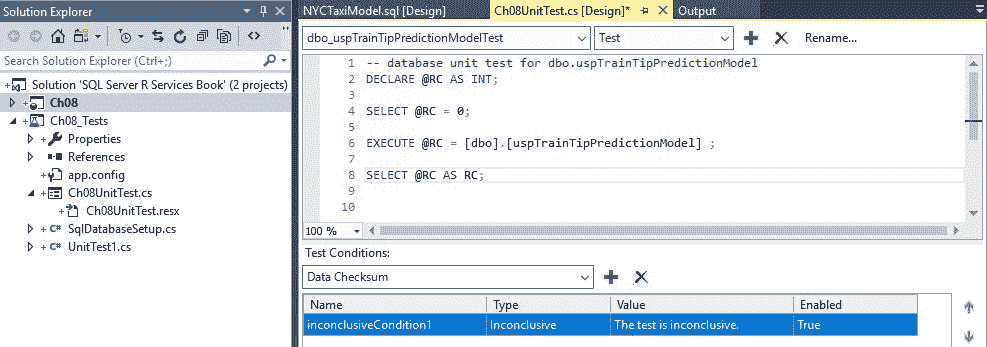 Solution Explorer
Search Solution Explorer (Ctrl+;)
Solution 'SQL Server R Services Book' (2 projects)
Ch08
Ch08_Tests
Properties
References
app.config
Ch08UnitTest.cs
Ch08UnitTest.resx
SqlDatabaseSetup.cs
UnitTest1.cs
NYCTaxiModel.sql [Design]
Ch08UnitTest.cs [Design]*
Output
dbo_uspTrainTipPredictionModelTest
Test
Rename...
1 -- database unit test for dbo.uspTrainTipPredictionModel
2 DECLARE @RC AS INT;
3
4 SELECT @RC = 0;
5
6 EXECUTE @RC = [dbo].[uspTrainTipPredictionModel] ;
7
8 SELECT @RC AS RC;
9
10
100 %
Test Conditions:
Data Checksum
Name Type Value Enabled
inconclusiveCondition1 Inconclusive The test is inconclusive. True